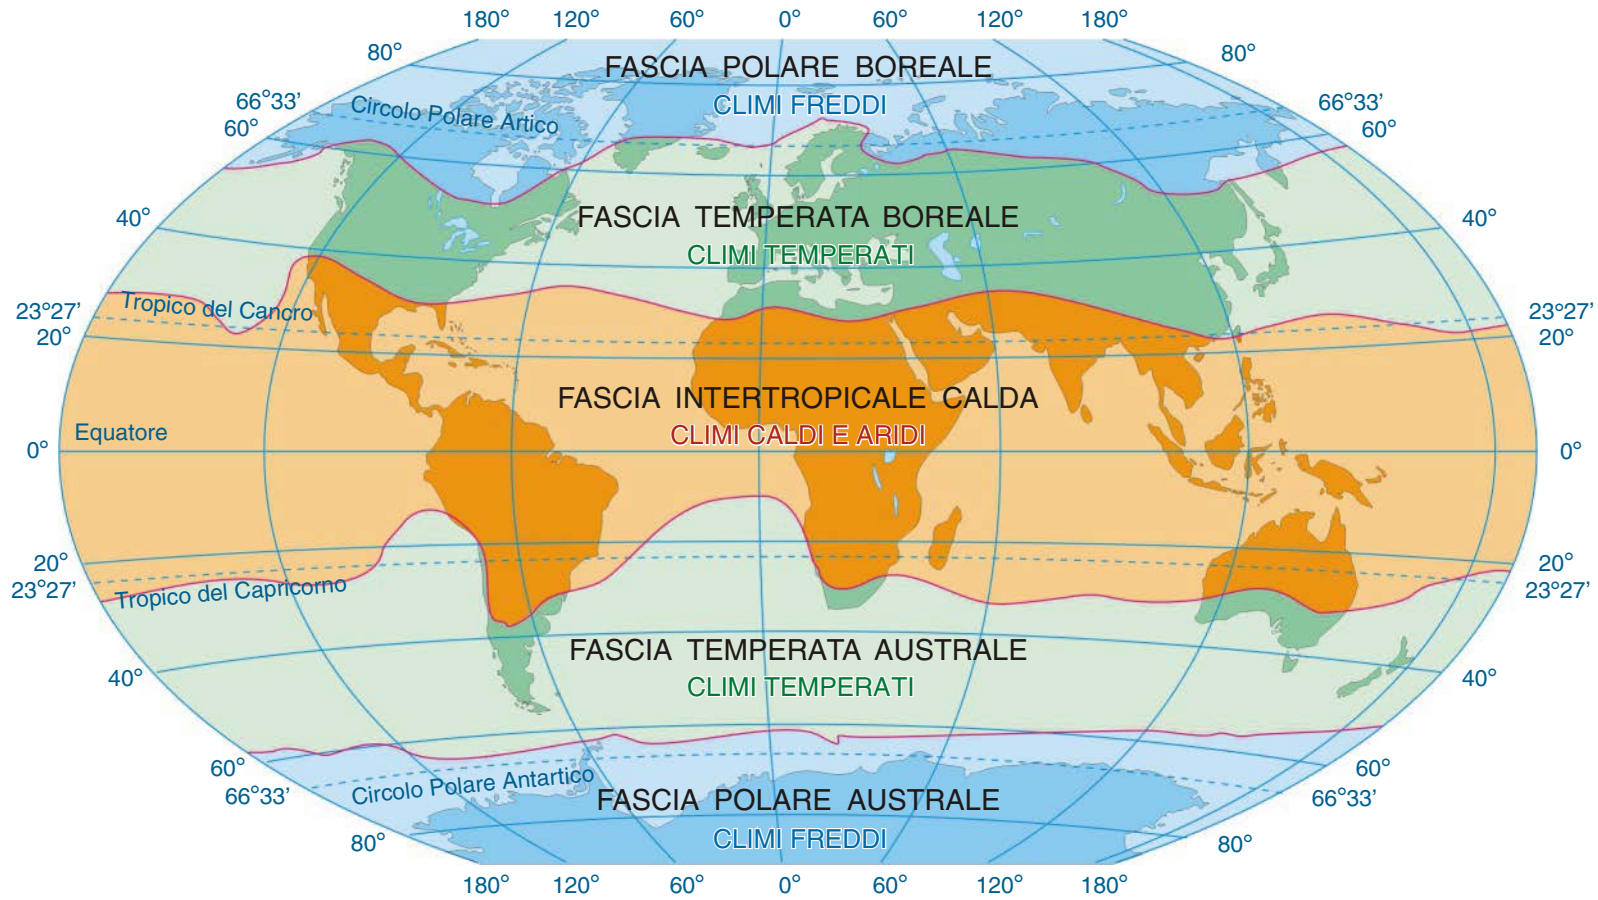 180° 120° 60° 0° 60° 120° 180°
80° 80°
FASCIA POLARE BOREALE
CLIMI FREDDI
66°33’ Circolo Polare Artico 66°33’
60° 60°
40° FASCIA TEMPERATA BOREALE 40°
CLIMI TEMPERATI
23°27’ Tropico del Cancro 23°27’
20° 20°
FASCIA INTERTROPICALE CALDA
Equatore CLIMI CALDI E ARIDI
0° 0°
20° 20°
23°27’ Tropico del Capricorno 23°27’
FASCIA TEMPERATA AUSTRALE
40° CLIMI TEMPERATI 40°
60° 60°
66°33’ Circolo Polare Antartico 66°33’
FASCIA POLARE AUSTRALE
80° CLIMI FREDDI 80°
180° 120° 60° 0° 60° 120° 180°